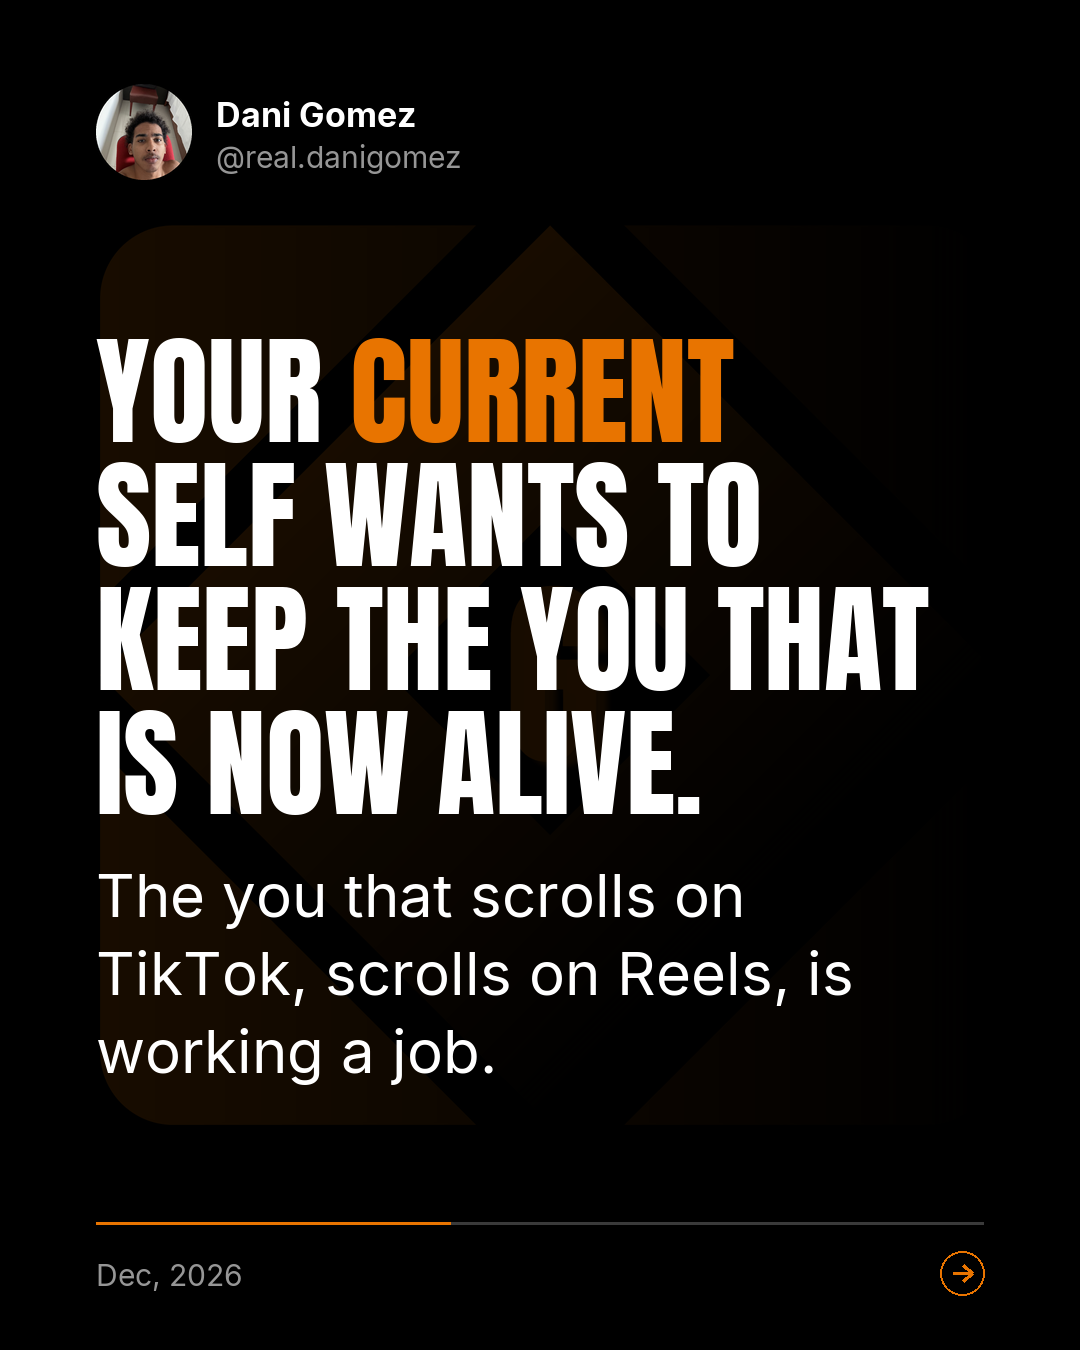 Dani Gomez
@real.danigomez
YOUR CURRENT
SELF WANTS TO
KEEP THE YOU THAT
IS NOW ALIVE.
The you that scrolls on
TikTok, scrolls on Reels, is
working a job.
Dec, 2026